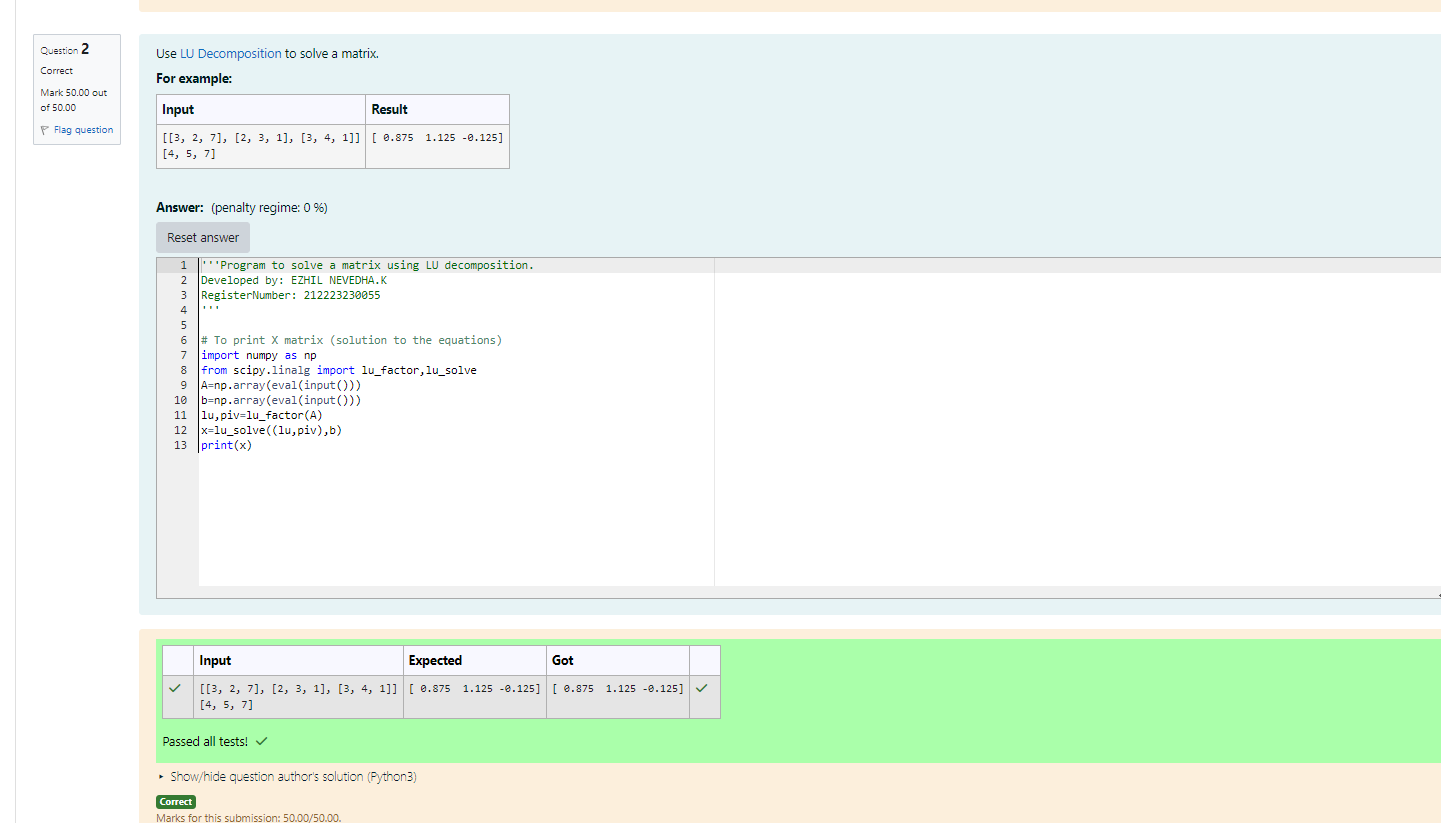 Question 2
Correct
Mark 50.00 out
of 50.00
Flag question
Use LU Decomposition to solve a matrix.
For example:
Input Result
[[3, 2, 7], [2, 3, 1], [3, 4, 1]] [ 0.875  1.125 -0.125]
[4, 5, 7]
Answer: (penalty regime: 0 %)
Reset answer
1 '''Program to solve a matrix using LU decomposition.
2 Developed by: EZHIL NEVEDHA.K
3 RegisterNumber: 212223230055
4 '''
5
6 # To print X matrix (solution to the equations)
7 import numpy as np
8 from scipy.linalg import lu_factor,lu_solve
9 A=np.array(eval(input()))
10 b=np.array(eval(input()))
11 lu,piv=lu_factor(A)
12 x=lu_solve((lu,piv),b)
13 print(x)
Input Expected Got
[[3, 2, 7], [2, 3, 1], [3, 4, 1]] [ 0.875  1.125 -0.125] [ 0.875  1.125 -0.125]
[4, 5, 7]
Passed all tests!
Show/hide question author's solution (Python3)
Correct
Marks for this submission: 50.00/50.00.